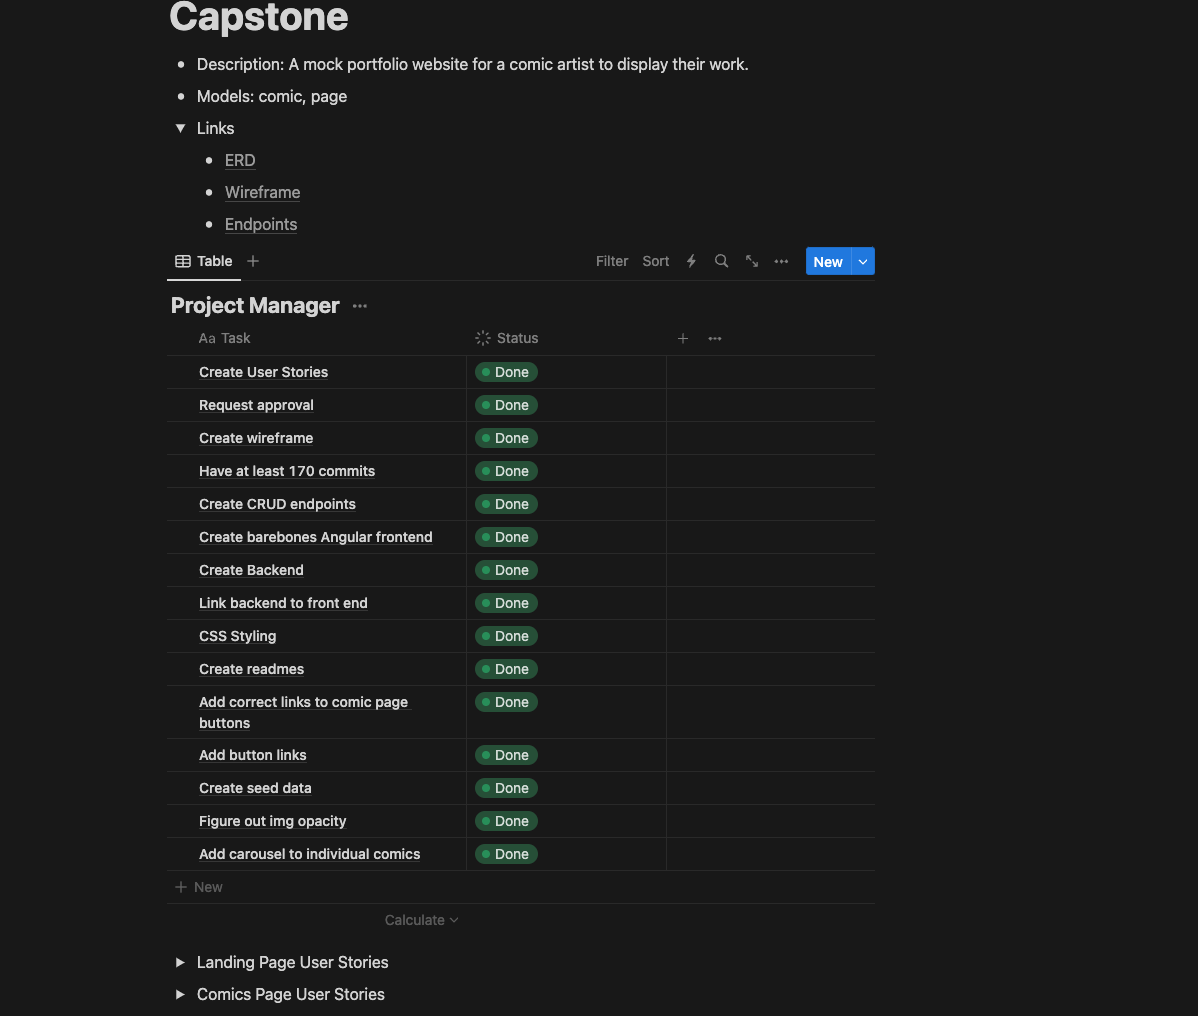 Capstone
Description: A mock portfolio website for a comic artist to display their work.
Models: comic, page
Links
ERD
Wireframe
Endpoints
Table
Filter Sort New
Project Manager
Aa Task Status
Create User Stories Done
Request approval Done
Create wireframe Done
Have at least 170 commits Done
Create CRUD endpoints Done
Create barebones Angular frontend Done
Create Backend Done
Link backend to front end Done
CSS Styling Done
Create readmes Done
Add correct links to comic page Done
buttons
Add button links Done
Create seed data Done
Figure out img opacity Done
Add carousel to individual comics Done
New
Calculate
Landing Page User Stories
Comics Page User Stories